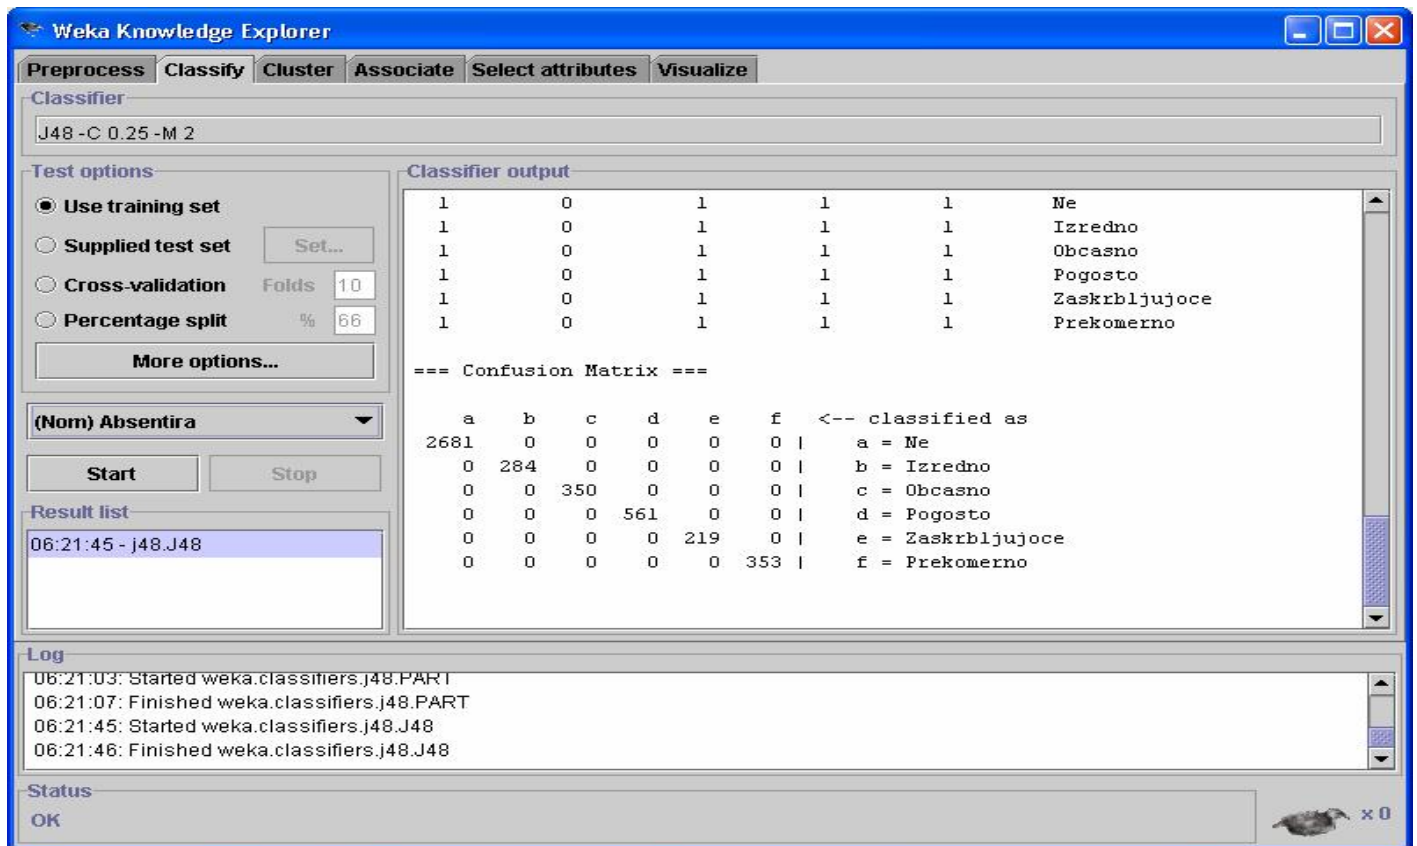 Weka Knowledge Explorer
Preprocess Classify Cluster Associate Select attributes Visualize
Classifier
J48 -C 0.25 -M 2
Test options
Use training set
Supplied test set Set...
Cross-validation Folds 10
Percentage split % 66
More options...
(Nom) Absentira
Start Stop
Result list
06:21:45 - j48.J48
Classifier output
1 0 1 1 1 Ne
1 0 1 1 1 Izredno
1 0 1 1 1 Obcasno
1 0 1 1 1 Pogosto
1 0 1 1 1 Zaskrbljujoce
1 0 1 1 1 Prekomerno
=== Confusion Matrix ===
a b c d e f <-- classified as
2681 0 0 0 0 0 | a = Ne
0 284 0 0 0 0 | b = Izredno
0 0 350 0 0 0 | c = Obcasno
0 0 0 561 0 0 | d = Pogosto
0 0 0 0 219 0 | e = Zaskrbljujoce
0 0 0 0 0 353 | f = Prekomerno
Log
06:21:03: Started weka.classifiers.j48.PART
06:21:07: Finished weka.classifiers.j48.PART
06:21:45: Started weka.classifiers.j48.J48
06:21:46: Finished weka.classifiers.j48.J48
Status
OK
x 0